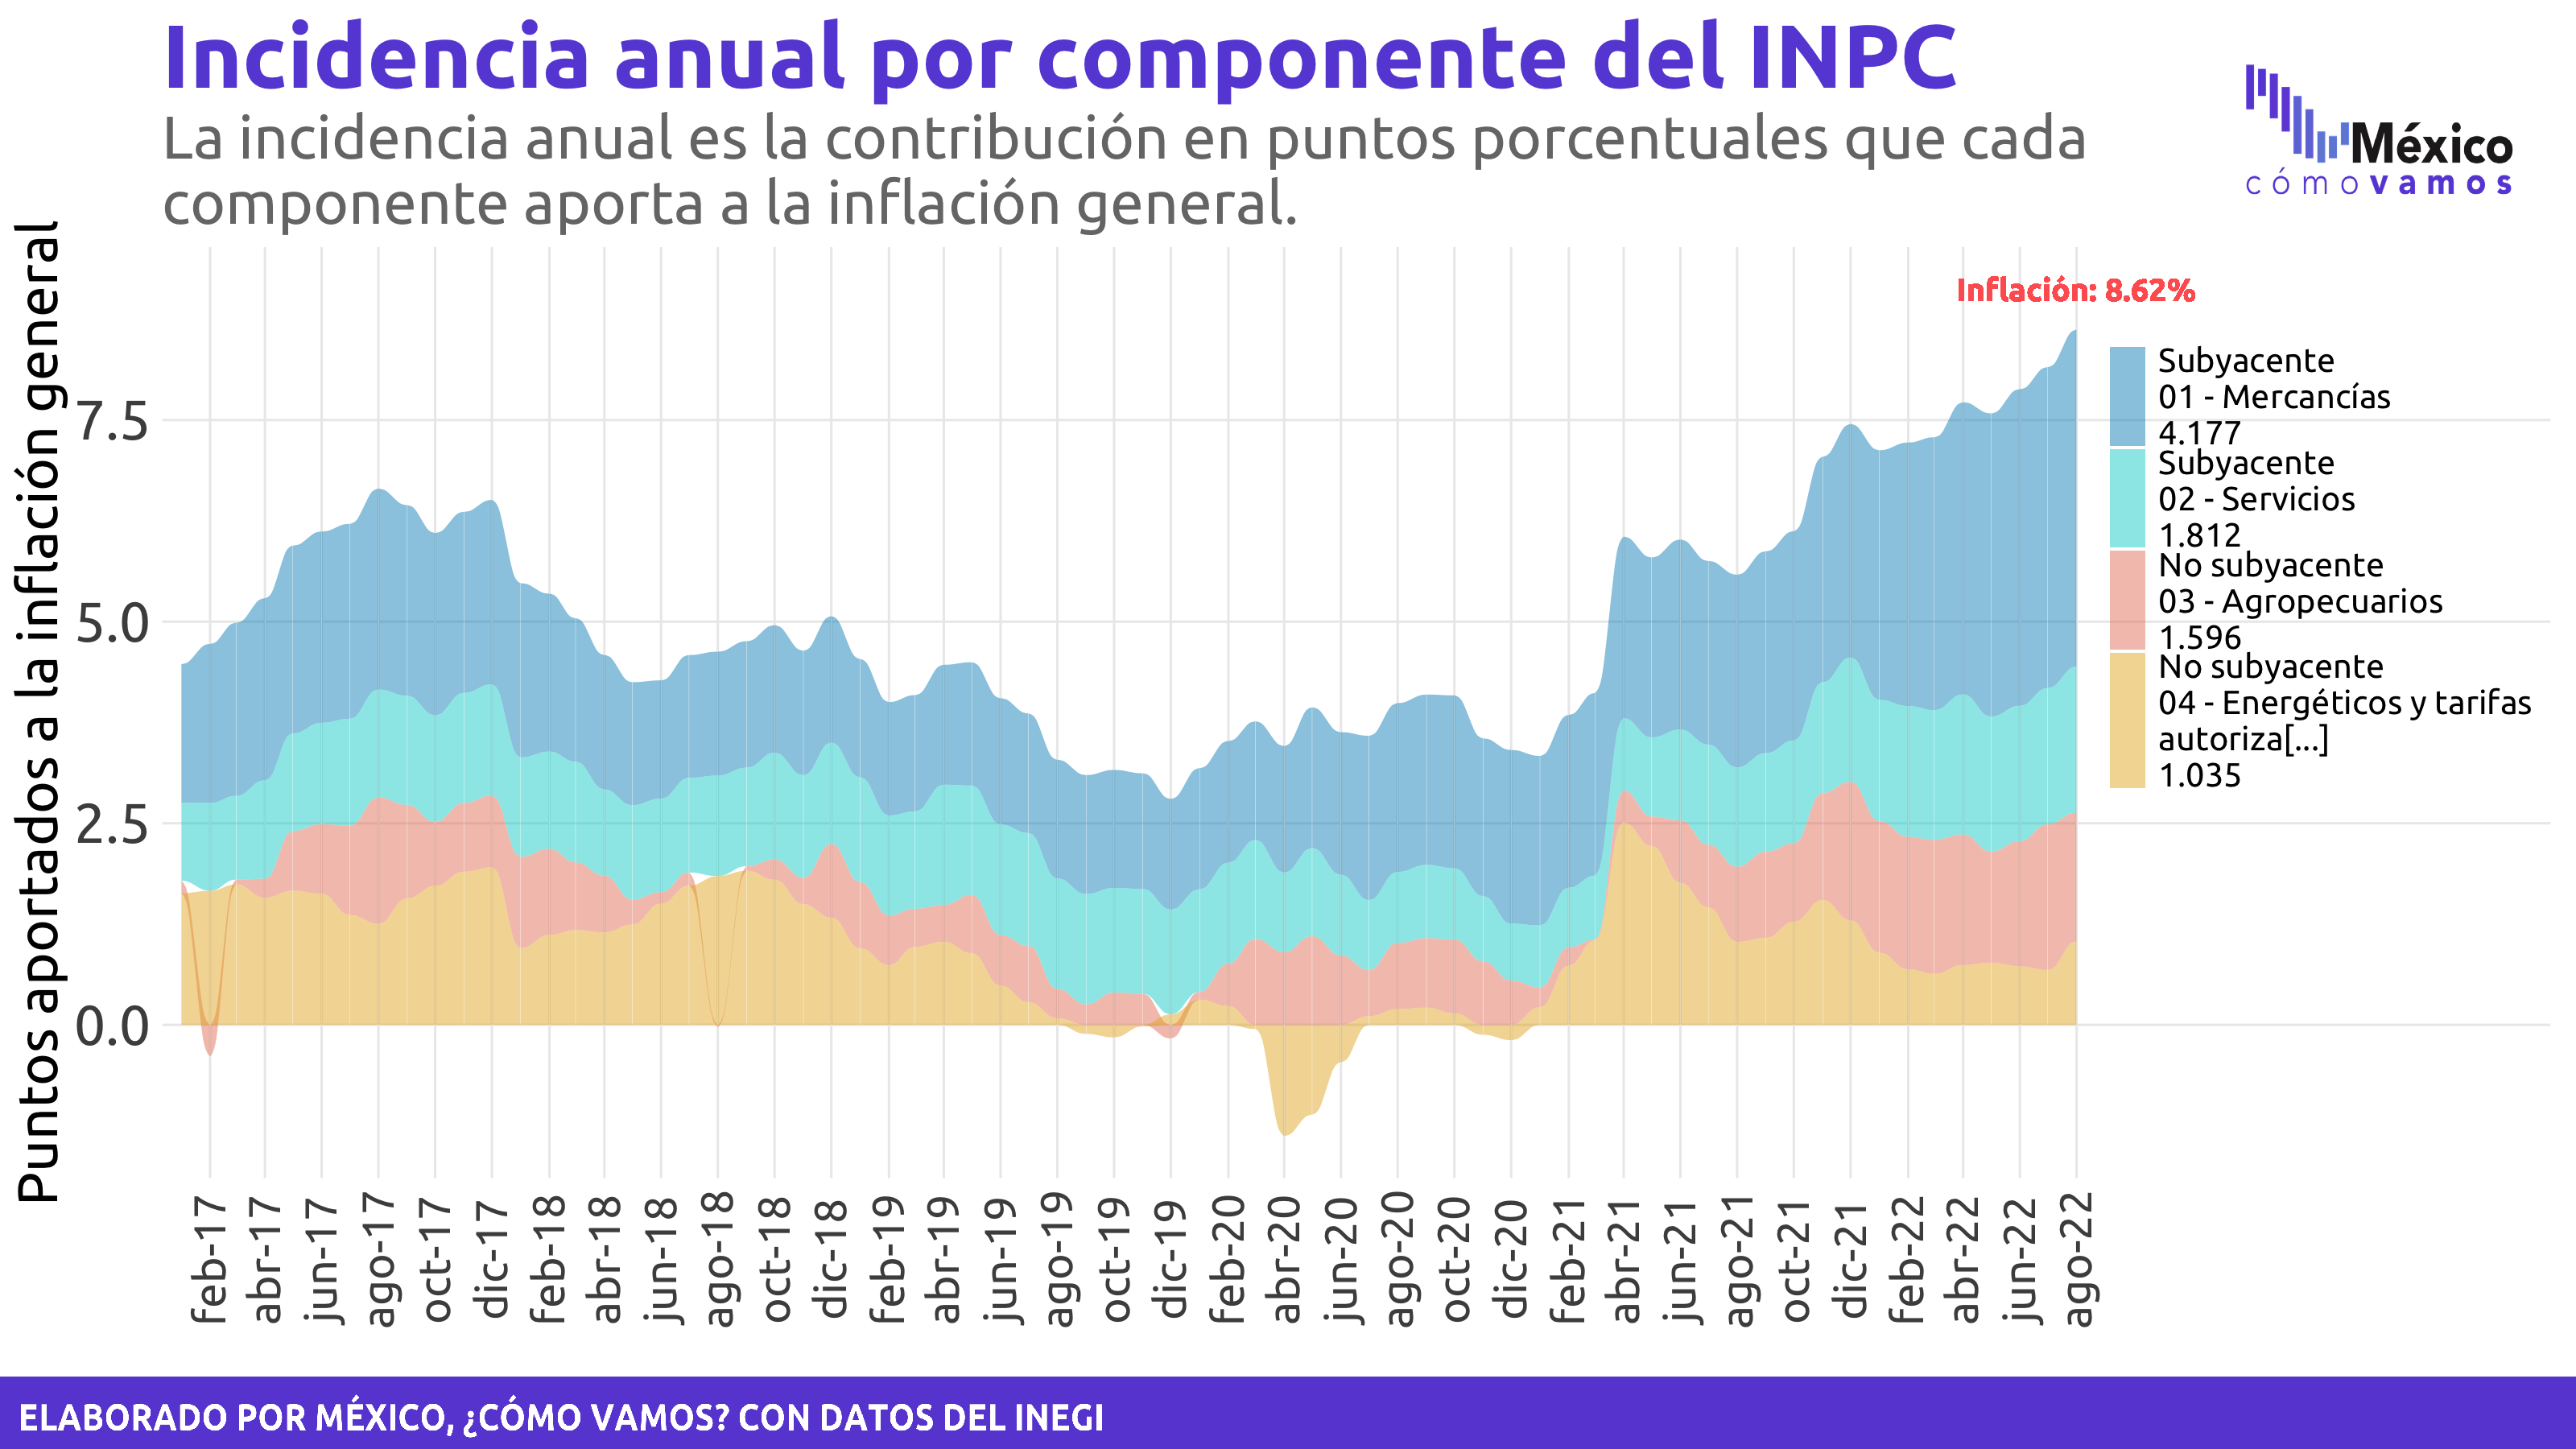 Incidencia anual por componente del INPC
La incidencia anual es la contribución en puntos porcentuales que cada
componente aporta a la inflación general.
México
cómovamos
Puntos aportados a la inflación general
Inflación: 8.62%
7.5
5.0
2.5
0.0
Subyacente
01 - Mercancías
4.177
Subyacente
02 - Servicios
1.812
No subyacente
03 - Agropecuarios
1.596
No subyacente
04 - Energéticos y tarifas
autoriza[...]
1.035
feb-17
abr-17
jun-17
ago-17
oct-17
dic-17
feb-18
abr-18
jun-18
ago-18
oct-18
dic-18
feb-19
abr-19
jun-19
ago-19
oct-19
dic-19
feb-20
abr-20
jun-20
ago-20
oct-20
dic-20
feb-21
abr-21
jun-21
ago-21
oct-21
dic-21
feb-22
abr-22
jun-22
ago-22
ELABORADO POR MÉXICO, ¿CÓMO VAMOS? CON DATOS DEL INEGI